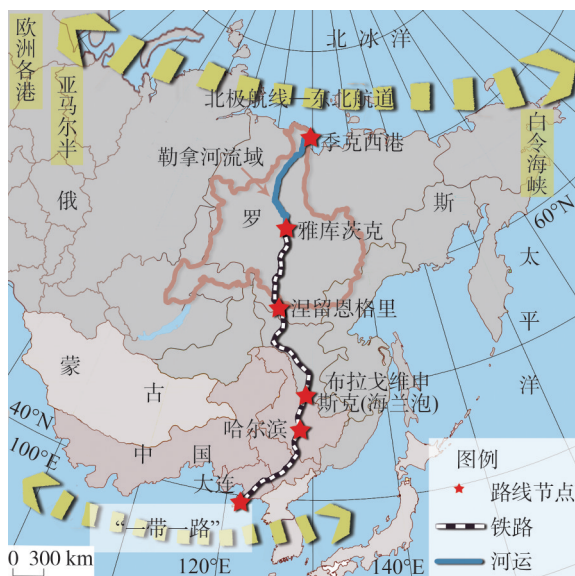 欧洲各港
亚马尔半
北冰洋
北极航线—东北航道
白令海峡
季克西港
勒拿河流域
俄
罗
斯
雅库茨克
60°N
太
平
洋
涅留恩格里
蒙
古
布拉戈维申
斯克(海兰泡)
哈尔滨
40°N
100°E
中国
大连
“一带一路”
0 300 km
120°E
140°E
图例
路线节点
铁路
河运